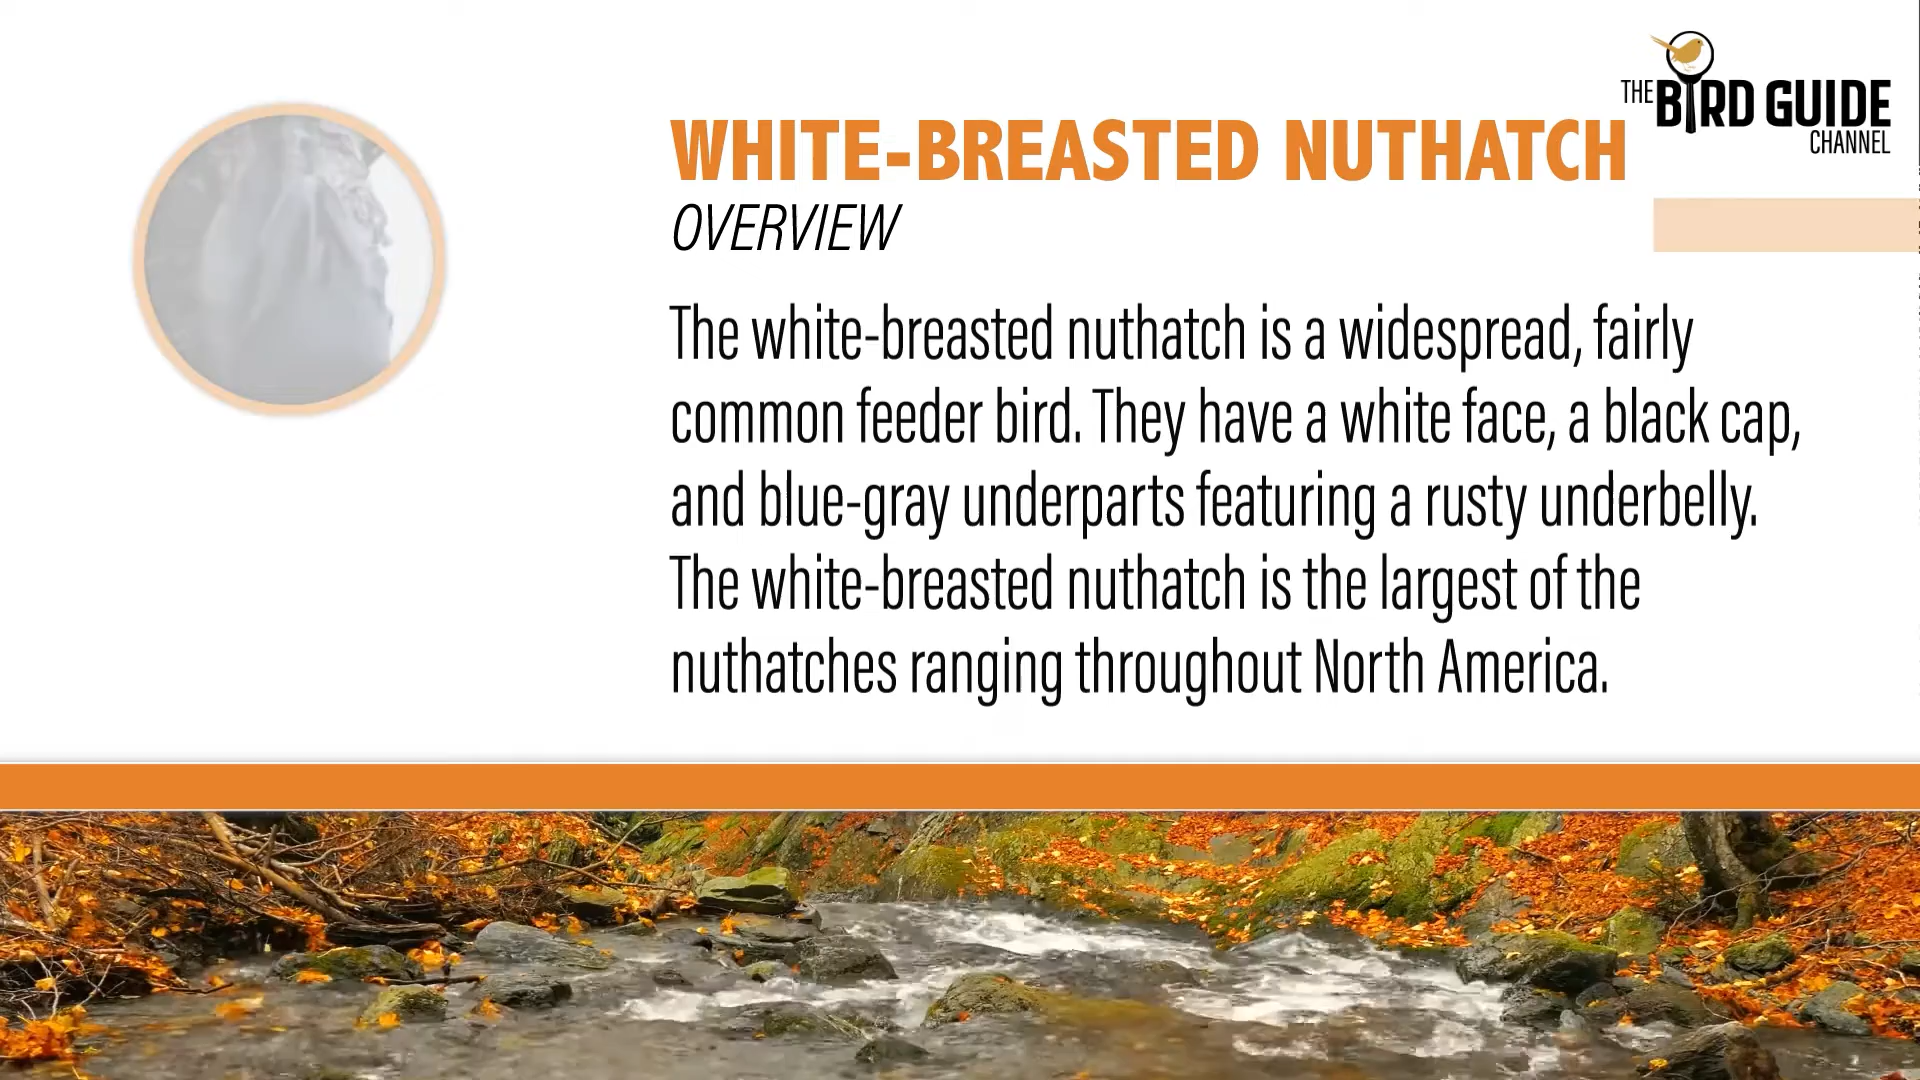 THE BIRD GUIDE
CHANNEL
WHITE-BREASTED NUTHATCH
OVERVIEW
The white-breasted nuthatch is a widespread, fairly
common feeder bird. They have a white face, a black cap,
and blue-gray underparts featuring a rusty underbelly.
The white-breasted nuthatch is the largest of the
nuthatches ranging throughout North America.